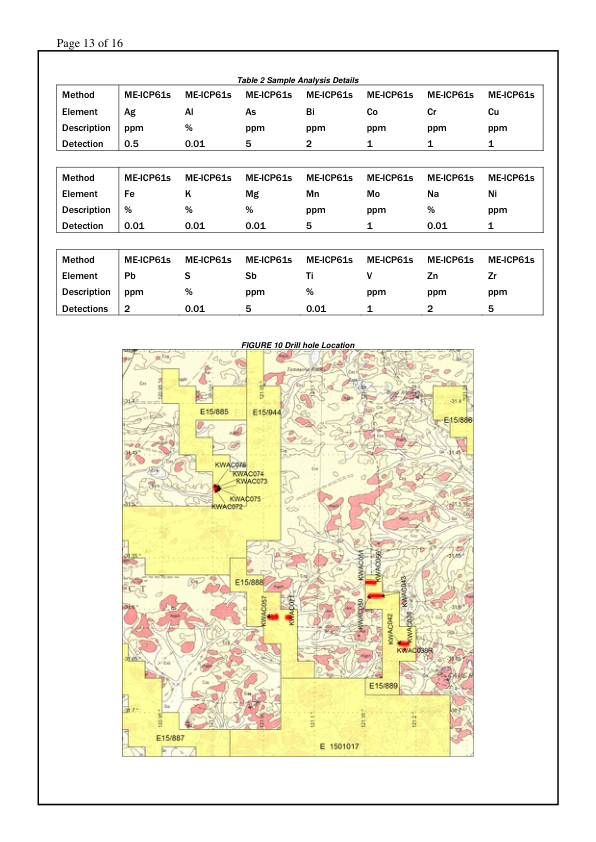 Page 13 of 16
Table 2 Sample Analysis Details
Method ME-ICP61s ME-ICP61s ME-ICP61s ME-ICP61s ME-ICP61s ME-ICP61s ME-ICP61s
Element Ag Al As Bi Co Cr Cu
Description ppm % ppm ppm ppm ppm ppm
Detection 0.5 0.01 5 2 1 1 1
Method ME-ICP61s ME-ICP61s ME-ICP61s ME-ICP61s ME-ICP61s ME-ICP61s ME-ICP61s
Element Fe K Mg Mn Mo Na Ni
Description % % % ppm ppm % ppm
Detection 0.01 0.01 0.01 5 1 0.01 1
Method ME-ICP61s ME-ICP61s ME-ICP61s ME-ICP61s ME-ICP61s ME-ICP61s ME-ICP61s
Element Pb S Sb Ti V Zn Zr
Description ppm % ppm % ppm ppm ppm
Detections 2 0.01 5 0.01 1 2 5
FIGURE 10 Drill hole Location
E15/885
E15/944
E15/886
KWAC076
KWAC074
KWAC073
KWAC075
KWAC072
E15/888
KWAC057
KWAC071
KWAC051
KWAC043
KWAC042
KWAC039R
E15/889
E15/887
E 1501017